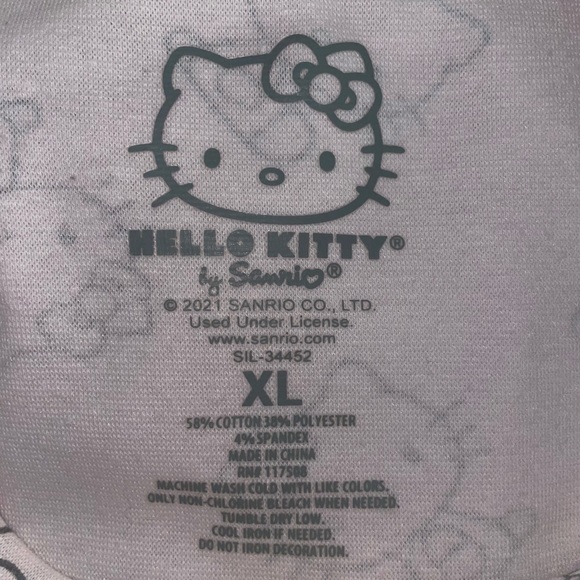 HELLO KITTY®
by Sanrio®
© 2021 SANRIO CO., LTD.
Used Under License.
www.sanrio.com
SIL-34452
XL
58% COTTON 38% POLYESTER
4% SPANDEX
MADE IN CHINA
RN# 117588
MACHINE WASH COLD WITH LIKE COLORS.
ONLY NON-CHLORINE BLEACH WHEN NEEDED.
TUMBLE DRY LOW.
COOL IRON IF NEEDED.
DO NOT IRON DECORATION.